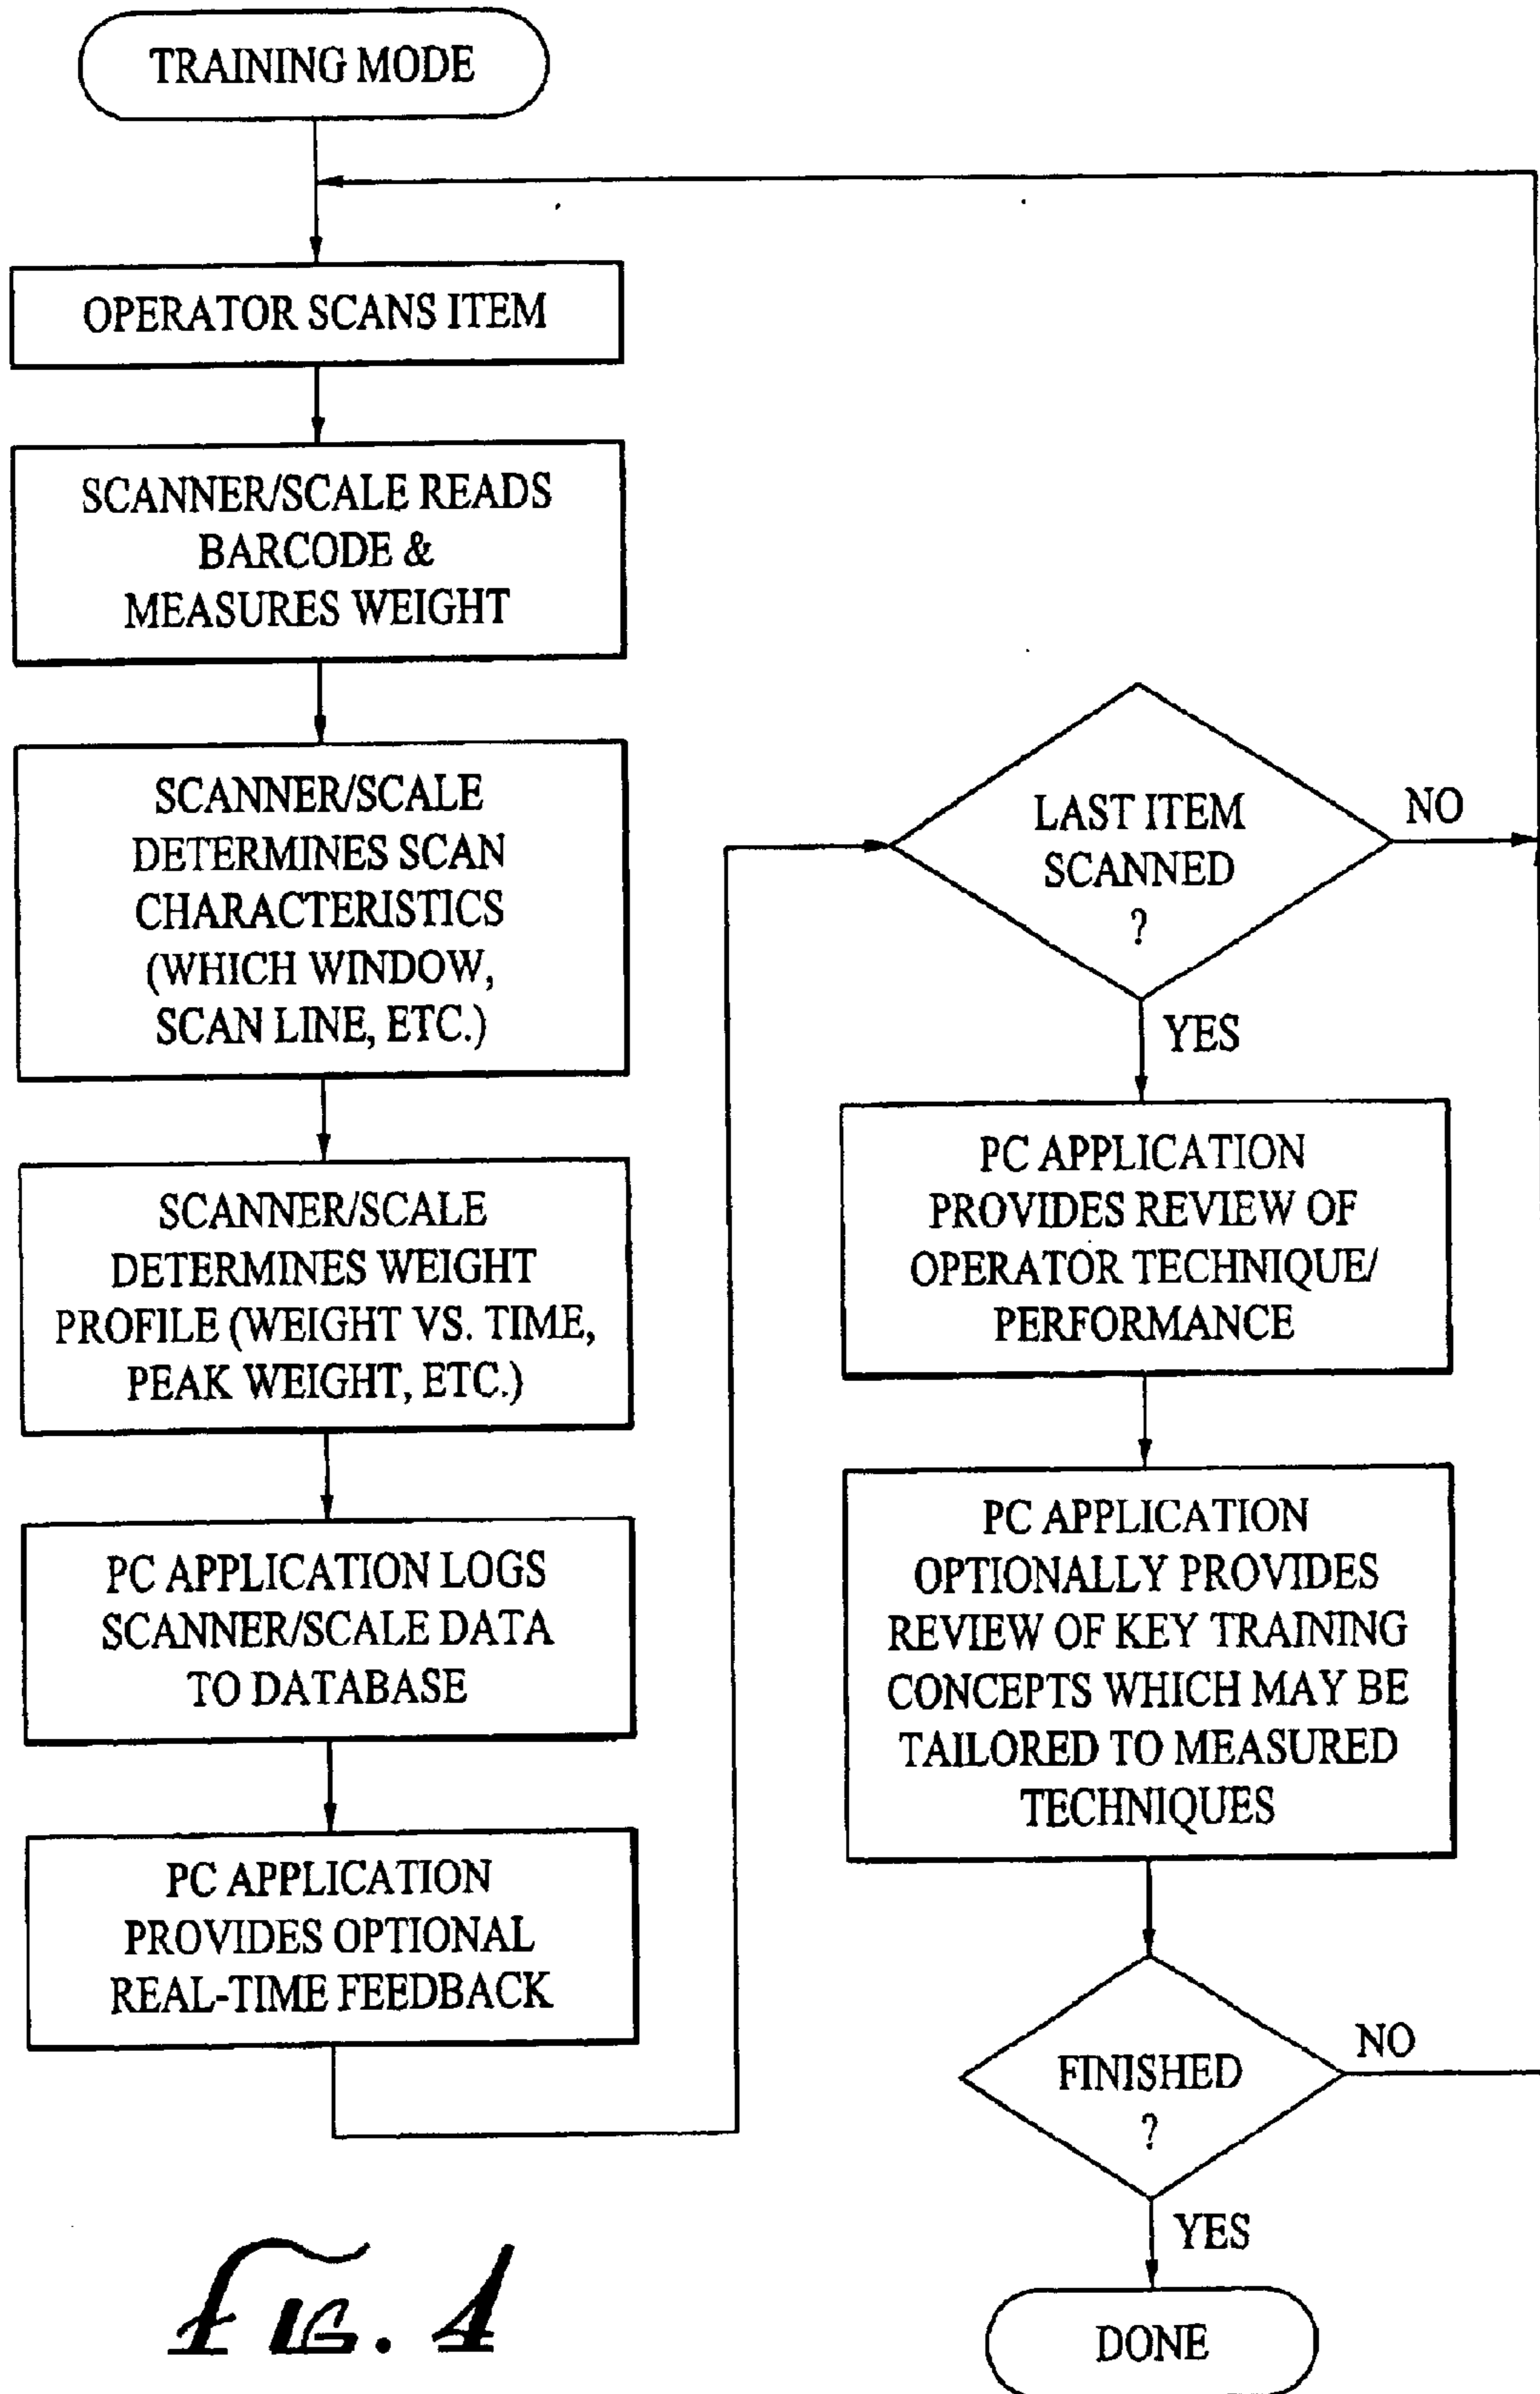 TRAINING MODE
OPERATOR SCANS ITEM
SCANNER/SCALE READS
BARCODE &
MEASURES WEIGHT
SCANNER/SCALE
DETERMINES SCAN
CHARACTERISTICS
(WHICH WINDOW,
SCAN LINE, ETC.)
SCANNER/SCALE
DETERMINES WEIGHT
PROFILE (WEIGHT VS. TIME,
PEAK WEIGHT, ETC.)
PC APPLICATION LOGS
SCANNER/SCALE DATA
TO DATABASE
PC APPLICATION
PROVIDES OPTIONAL
REAL-TIME FEEDBACK
LAST ITEM
SCANNED
?
NO
YES
PC APPLICATION
PROVIDES REVIEW OF
OPERATOR TECHNIQUE/
PERFORMANCE
PC APPLICATION
OPTIONALLY PROVIDES
REVIEW OF KEY TRAINING
CONCEPTS WHICH MAY BE
TAILORED TO MEASURED
TECHNIQUES
FINISHED
?
NO
YES
DONE
FIG. 4